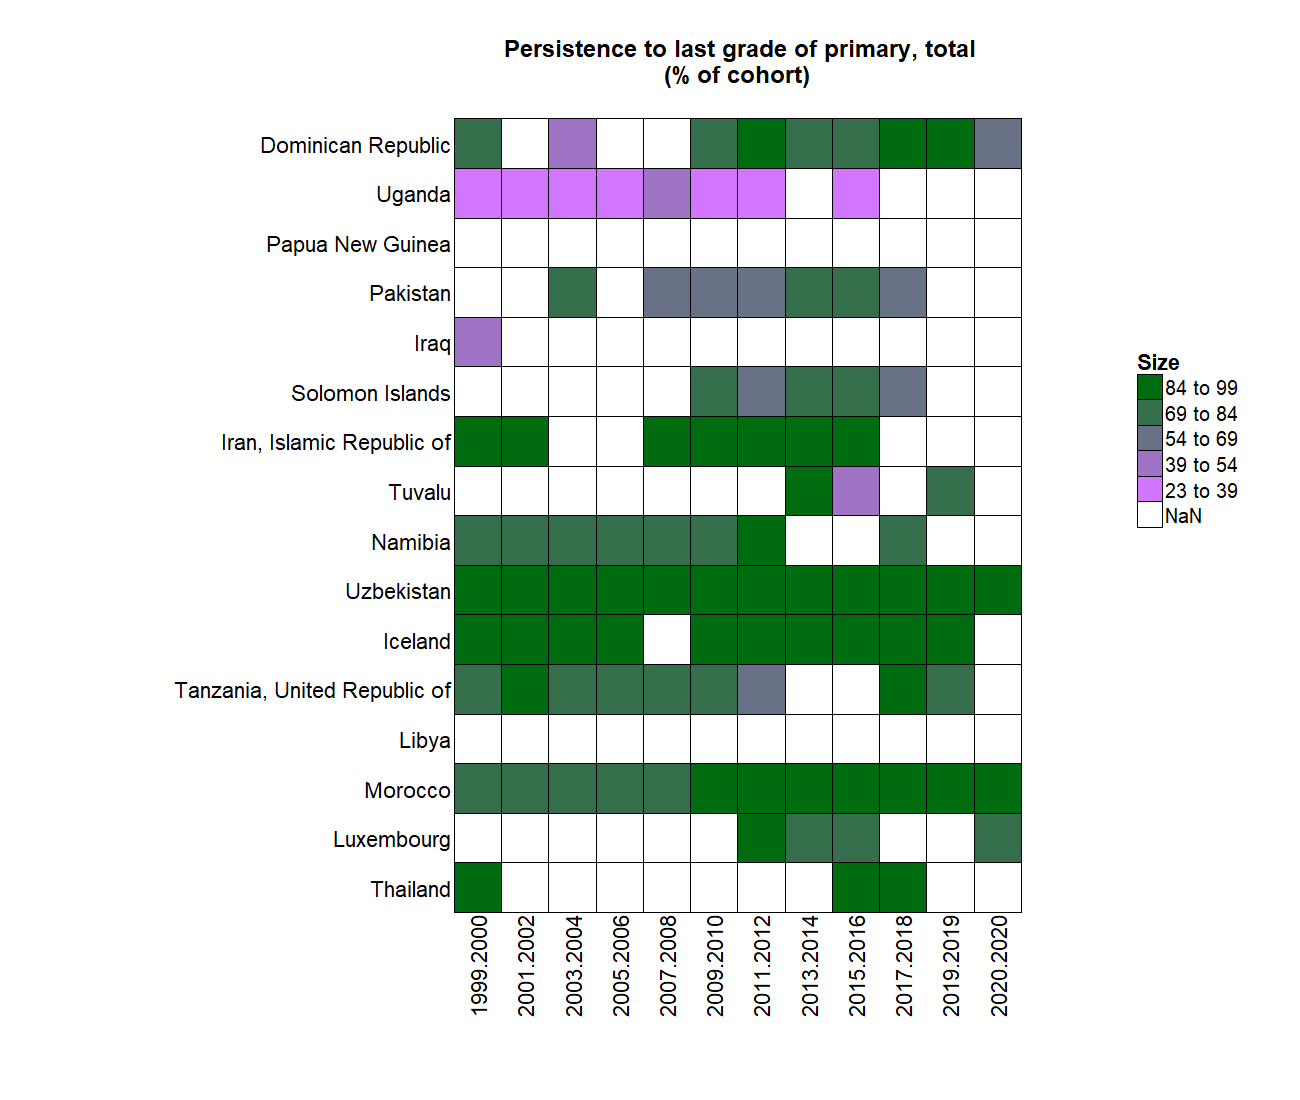 Persistence to last grade of primary, total
(% of cohort)
Dominican Republic
Uganda
Papua New Guinea
Pakistan
Iraq
Solomon Islands
Iran, Islamic Republic of
Tuvalu
Namibia
Uzbekistan
Iceland
Tanzania, United Republic of
Libya
Morocco
Luxembourg
Thailand
1999.2000
2001.2002
2003.2004
2005.2006
2007.2008
2009.2010
2011.2012
2013.2014
2015.2016
2017.2018
2019.2019
2020.2020
Size
84 to 99
69 to 84
54 to 69
39 to 54
23 to 39
NaN